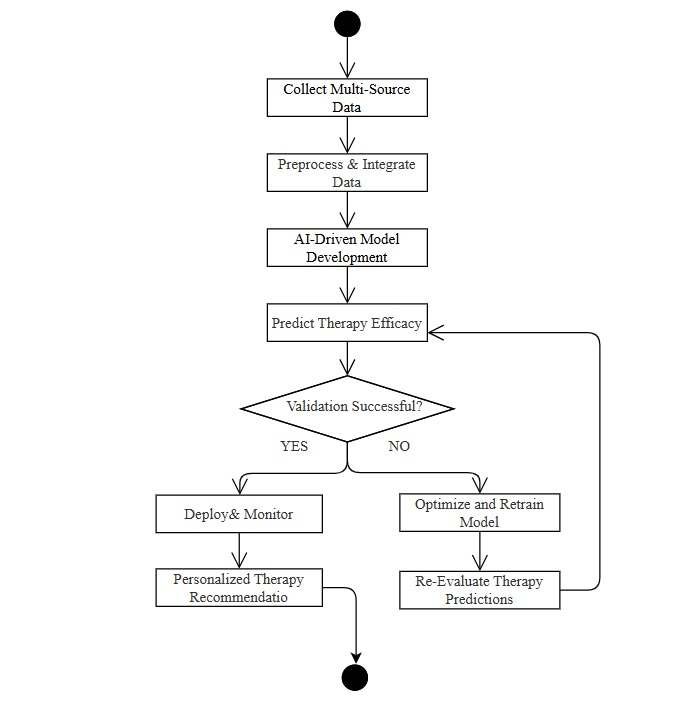 Collect Multi-Source
Data
Preprocess & Integrate
Data
AI-Driven Model
Development
Predict Therapy Efficacy
Validation Successful?
YES
NO
Deploy& Monitor
Optimize and Retrain
Model
Personalized Therapy
Recommendatio
Re-Evaluate Therapy
Predictions